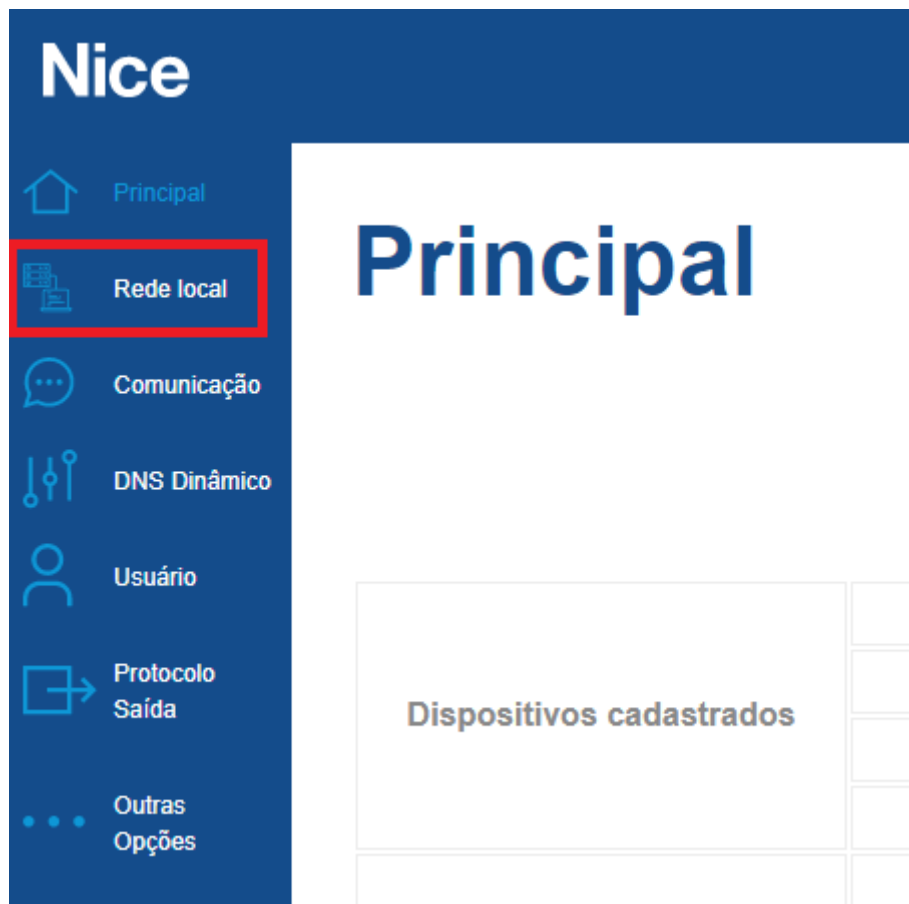 Nice
Principal
Rede local
Comunicação
DNS Dinâmico
Usuário
Protocolo
Saída
Outras
Opções
Principal
Dispositivos cadastrados